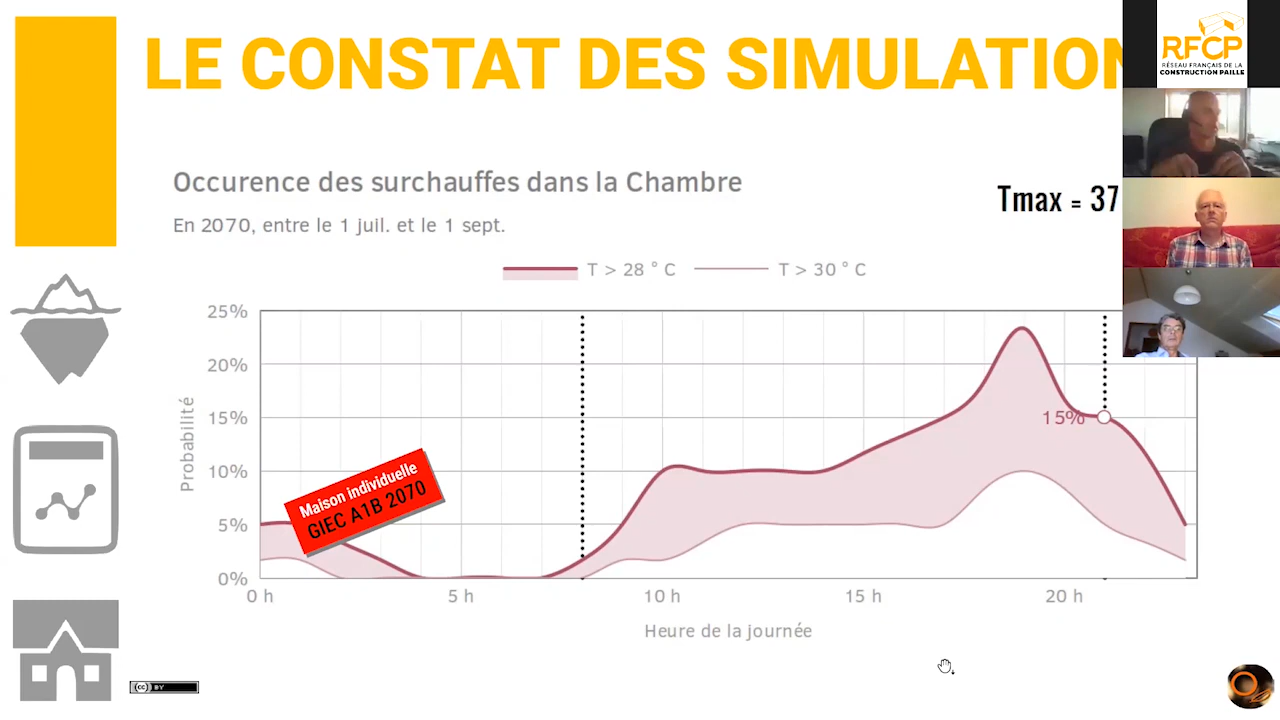 LE CONSTAT DES SIMULATION
RFCP
RÉSEAU FRANÇAIS DE LA
CONSTRUCTION PAILLE
Occurence des surchauffes dans la Chambre
Tmax = 37
En 2070, entre le 1 juil. et le 1 sept.
T > 28 ° C
T > 30 ° C
25%
20%
15%
15%
10%
5%
0%
Probabilité
Maison individuelle
GIEC A1B 2070
0 h
5 h
10 h
15 h
20 h
Heure de la journée
cc BY